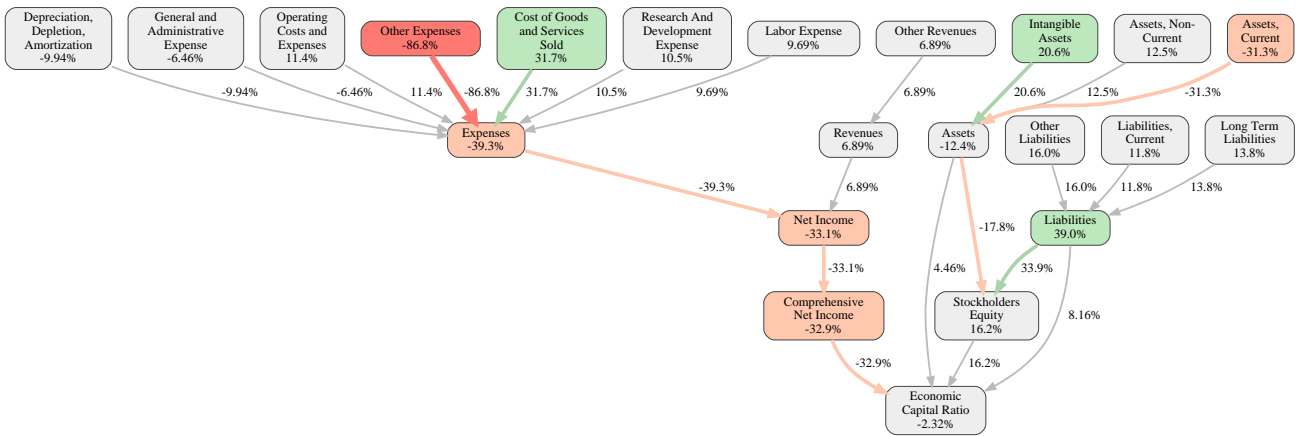 Depreciation,
Depletion,
Amortization
-9.94%
General and
Administrative
Expense
-6.46%
Operating
Costs and
Expenses
11.4%
Other Expenses
-86.8%
Cost of Goods
and Services
Sold
31.7%
Research And
Development
Expense
10.5%
Labor Expense
9.69%
Other Revenues
6.89%
Intangible
Assets
20.6%
Assets, Non-
Current
12.5%
Assets,
Current
-31.3%
-9.94%
-6.46%
11.4%
-86.8%
31.7%
10.5%
9.69%
6.89%
20.6%
12.5%
-31.3%
Expenses
-39.3%
Revenues
6.89%
Assets
-12.4%
Other
Liabilities
16.0%
Liabilities,
Current
11.8%
Long Term
Liabilities
13.8%
-39.3%
6.89%
16.0%
11.8%
13.8%
Net Income
-33.1%
-17.8%
Liabilities
39.0%
-33.1%
4.46%
33.9%
Comprehensive
Net Income
-32.9%
Stockholders
Equity
16.2%
8.16%
-32.9%
16.2%
Economic
Capital Ratio
-2.32%